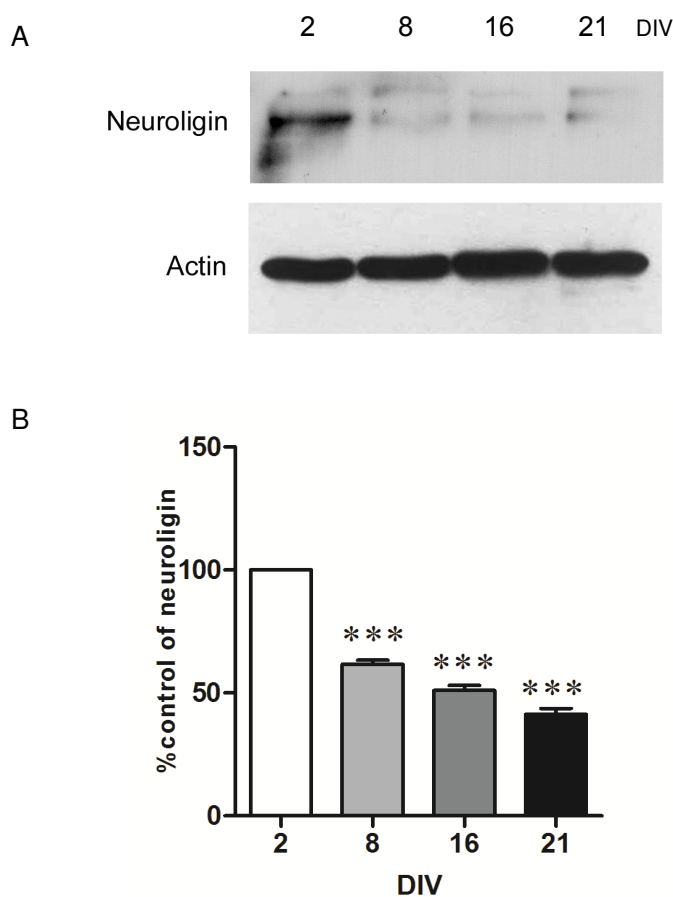 A
2 8 16 21 DIV
Neuroligin
Actin
B
%control of neuroligin
150
100
50
0
***
***
***
2 8 16 21
DIV